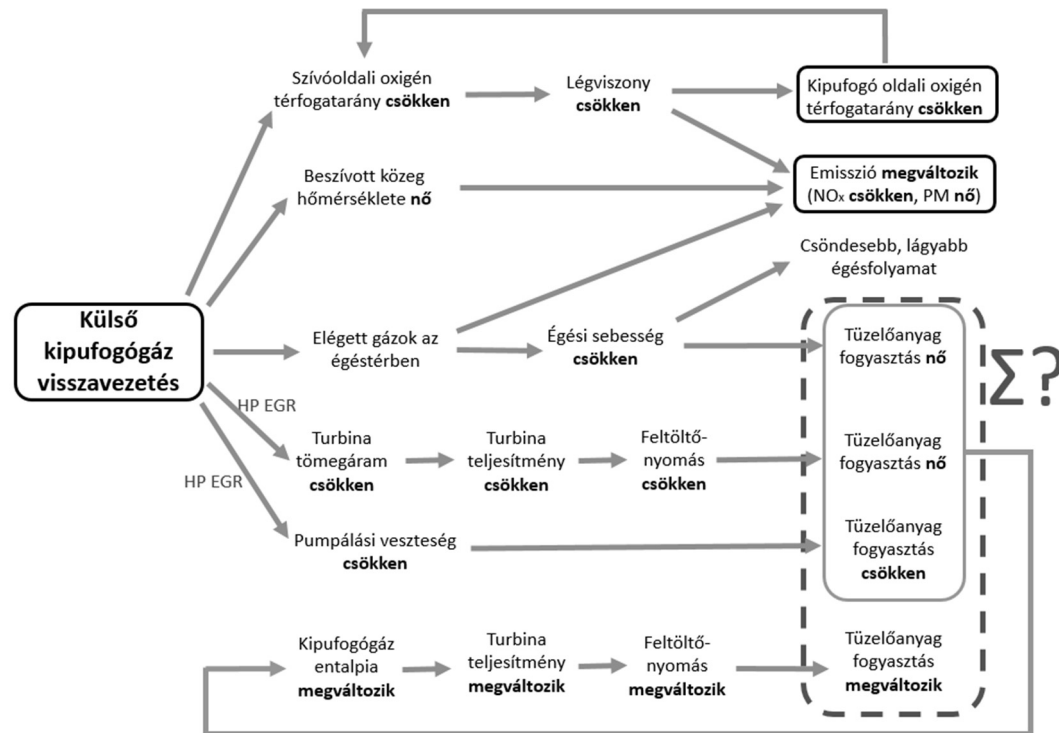 Szívóoldali oxigén
térfogatarány csökken
Légviszony
csökken
Kipufogó oldali oxigén
térfogatarány csökken
Beszívott közeg
hőmérséklete nő
Emisszió megváltozik
(NOx csökken, PM nő)
Csöndesebb, lágyabb
égésfolyamat
Külső
kipufogógáz
visszavezetés
Elégett gázok az
égéstérben
Égési sebesség
csökken
Tüzelőanyag
fogyasztás nő
Σ?
HP EGR
Turbina
tömegáram
csökken
Turbina
teljesítmény
csökken
Feltöltő-
nyomás
csökken
Tüzelőanyag
fogyasztás nő
HP EGR
Pumpálási veszteség
csökken
Tüzelőanyag
fogyasztás
csökken
Kipufogógáz
entalpia
megváltozik
Turbina
teljesítmény
megváltozik
Feltöltő-
nyomás
megváltozik
Tüzelőanyag
fogyasztás
megváltozik